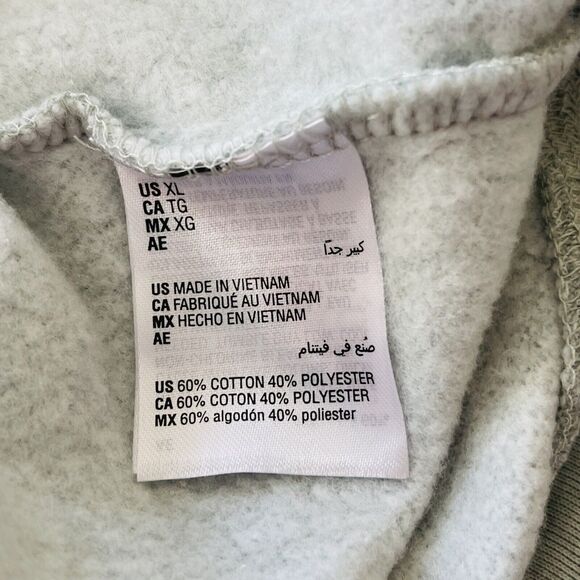 US XL
CA TG
MX XG
AE
كبير جدًا
US MADE IN VIETNAM
CA FABRIQUÉ AU VIETNAM
MX HECHO EN VIETNAM
AE
صُنع في فيتنام
US 60% COTTON 40% POLYESTER
CA 60% COTON 40% POLYESTER
MX 60% algodón 40% poliester